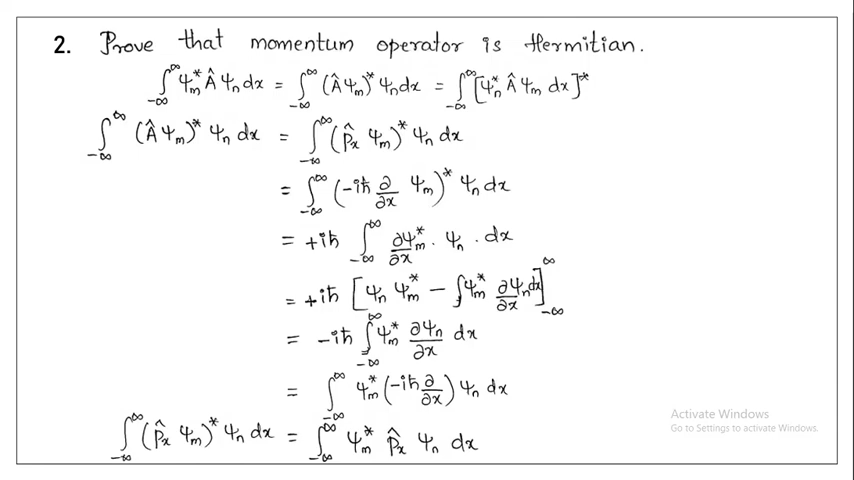 2. Prove that momentum operator is Hermitian.
∫_{-∞}^{∞} Ψ_m^* Â Ψ_n dx = ∫_{-∞}^{∞} (Â Ψ_m)^* Ψ_n dx = ∫_{-∞}^{∞} [Ψ_n^* Â Ψ_m dx]^*
∫_{-∞}^{∞} (Â Ψ_m)^* Ψ_n dx = ∫_{-∞}^{∞} (p̂_x Ψ_m)^* Ψ_n dx
= ∫_{-∞}^{∞} (-iħ ∂/∂x Ψ_m)^* Ψ_n dx
= +iħ ∫_{-∞}^{∞} ∂Ψ_m^*/∂x · Ψ_n · dx
= +iħ [Ψ_n Ψ_m^* - ∫Ψ_m^* ∂Ψ_n/∂x dx]_{-∞}^{∞}
= -iħ ∫_{-∞}^{∞} Ψ_m^* ∂Ψ_n/∂x dx
= ∫_{-∞}^{∞} Ψ_m^* (-iħ ∂/∂x) Ψ_n dx
∫_{-∞}^{∞} (p̂_x Ψ_m)^* Ψ_n dx = ∫_{-∞}^{∞} Ψ_m^* p̂_x Ψ_n dx
Activate Windows
Go to Settings to activate Windows.